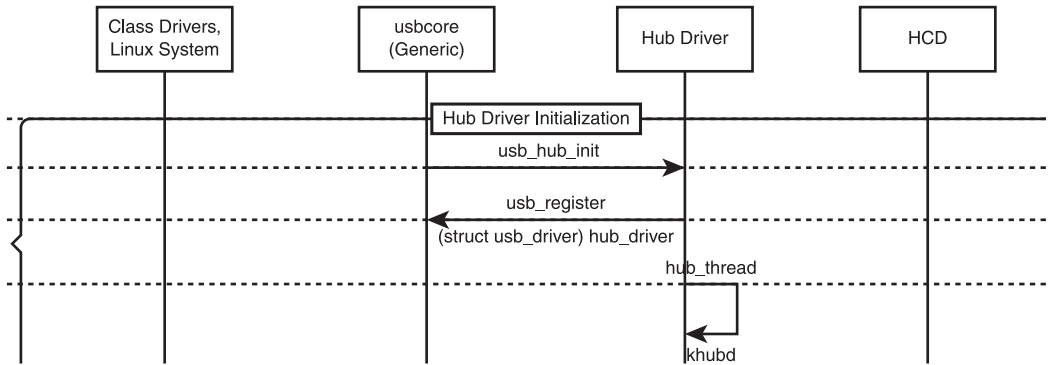 Class Drivers,
Linux System
usbcore
(Generic)
Hub Driver
HCD
Hub Driver Initialization
usb_hub_init
usb_register
(struct usb_driver) hub_driver
hub_thread
khubd